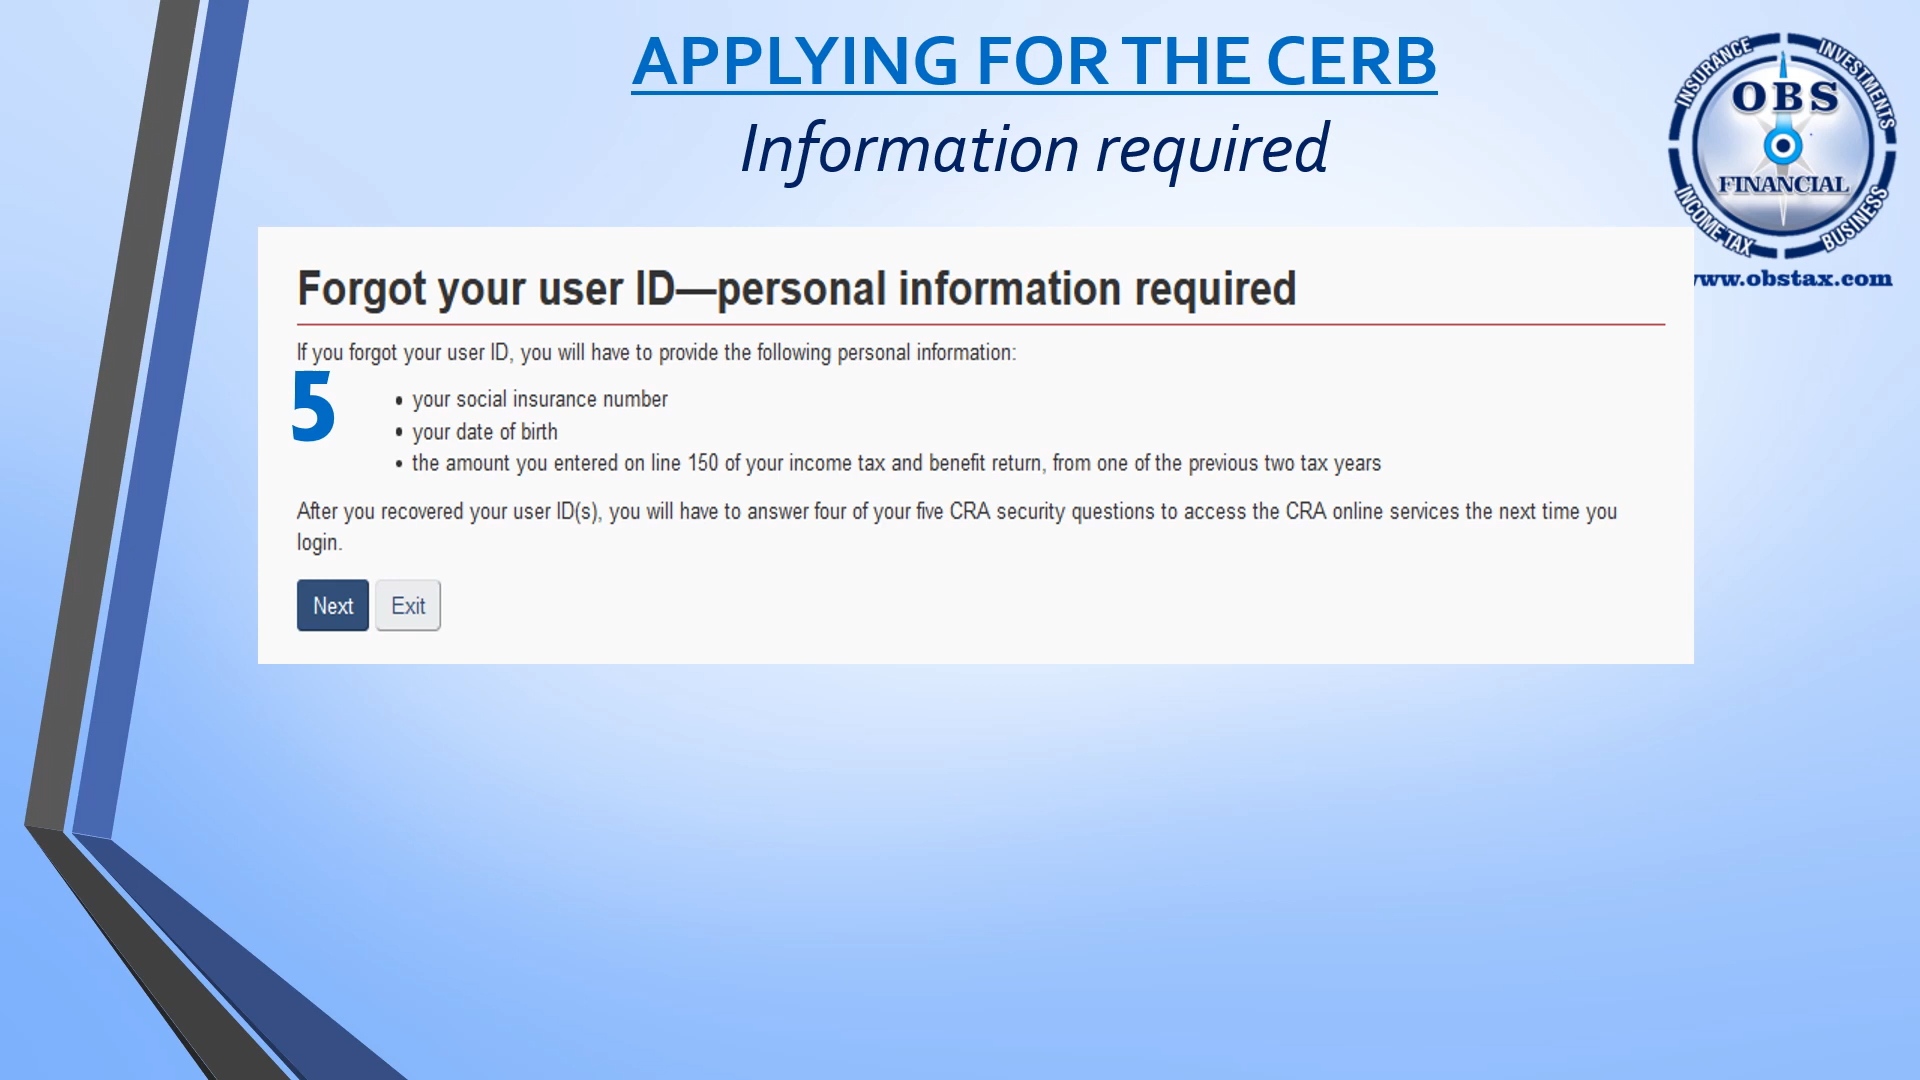 APPLYING FOR THE CERB
Information required
INSURANCE
INVESTMENTS
OBS
FINANCIAL
INCOME TAX
BUSINESS
www.obstax.com
Forgot your user ID—personal information required
If you forgot your user ID, you will have to provide the following personal information:
5
• your social insurance number
• your date of birth
• the amount you entered on line 150 of your income tax and benefit return, from one of the previous two tax years
After you recovered your user ID(s), you will have to answer four of your five CRA security questions to access the CRA online services the next time you
login.
Next Exit